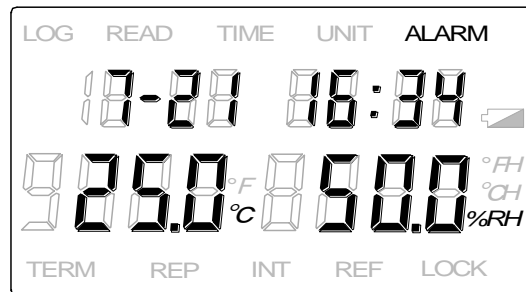 LOG READ TIME UNIT ALARM
7-21 16:34
25.0 °F °C 50.0 °FH °CH %RH
TERM REP INT REF LOCK